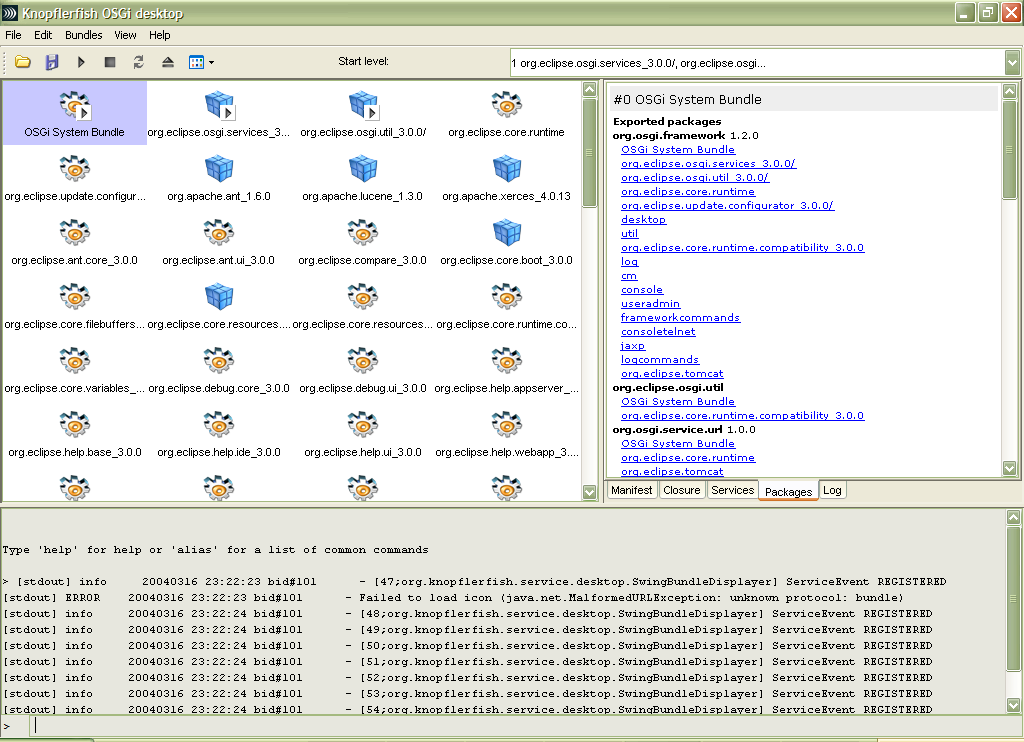 Knopflerfish OSGi desktop
File Edit Bundles View Help
Start level:
1 org.eclipse.osgi.services_3.0.0/, org.eclipse.osgi...
OSGi System Bundle
org.eclipse.osgi.services_3...
org.eclipse.osgi.util_3.0.0/
org.eclipse.core.runtime
org.eclipse.update.configur...
org.apache.ant_1.6.0
org.apache.lucene_1.3.0
org.apache.xerces_4.0.13
org.eclipse.ant.core_3.0.0
org.eclipse.ant.ui_3.0.0
org.eclipse.compare_3.0.0
org.eclipse.core.boot_3.0.0
org.eclipse.core.filebuffers...
org.eclipse.core.resources....
org.eclipse.core.resources...
org.eclipse.core.runtime.co...
org.eclipse.core.variables_...
org.eclipse.debug.core_3.0.0
org.eclipse.debug.ui_3.0.0
org.eclipse.help.appserver_...
org.eclipse.help.base_3.0.0
org.eclipse.help.ide_3.0.0
org.eclipse.help.ui_3.0.0
org.eclipse.help.webapp_3....
#0 OSGi System Bundle
Exported packages
org.osgi.framework 1.2.0
OSGi System Bundle
org.eclipse.osgi.services_3.0.0/
org.eclipse.osgi.util_3.0.0/
org.eclipse.core.runtime
org.eclipse.update.configurator_3.0.0/
desktop
util
org.eclipse.core.runtime.compatibility_3.0.0
log
cm
console
useradmin
frameworkcommands
consoletelnet
jaxp
logcommands
org.eclipse.tomcat
org.eclipse.osgi.util
OSGi System Bundle
org.eclipse.core.runtime.compatibility_3.0.0
org.osgi.service.url 1.0.0
OSGi System Bundle
org.eclipse.core.runtime
org.eclipse.tomcat
Manifest Closure Services Packages Log
Type 'help' for help or 'alias' for a list of common commands
> [stdout] info 20040316 23:22:23 bid#101 - [47;org.knopflerfish.service.desktop.SwingBundleDisplayer] ServiceEvent REGISTERED
[stdout] ERROR 20040316 23:22:23 bid#101 - Failed to load icon (java.net.MalformedURLException: unknown protocol: bundle)
[stdout] info 20040316 23:22:24 bid#101 - [48;org.knopflerfish.service.desktop.SwingBundleDisplayer] ServiceEvent REGISTERED
[stdout] info 20040316 23:22:24 bid#101 - [49;org.knopflerfish.service.desktop.SwingBundleDisplayer] ServiceEvent REGISTERED
[stdout] info 20040316 23:22:24 bid#101 - [50;org.knopflerfish.service.desktop.SwingBundleDisplayer] ServiceEvent REGISTERED
[stdout] info 20040316 23:22:24 bid#101 - [51;org.knopflerfish.service.desktop.SwingBundleDisplayer] ServiceEvent REGISTERED
[stdout] info 20040316 23:22:24 bid#101 - [52;org.knopflerfish.service.desktop.SwingBundleDisplayer] ServiceEvent REGISTERED
[stdout] info 20040316 23:22:24 bid#101 - [53;org.knopflerfish.service.desktop.SwingBundleDisplayer] ServiceEvent REGISTERED
[stdout] info 20040316 23:22:24 bid#101 - [54;org.knopflerfish.service.desktop.SwingBundleDisplayer] ServiceEvent REGISTERED
>